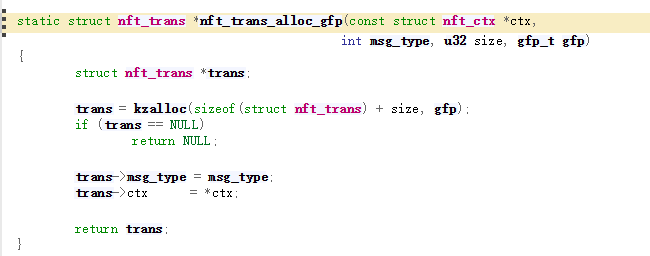 static struct nft_trans *nft_trans_alloc_gfp(const struct nft_ctx *ctx,
int msg_type, u32 size, gfp_t gfp)
{
struct nft_trans *trans;
trans = kzalloc(sizeof(struct nft_trans) + size, gfp);
if (trans == NULL)
return NULL;
trans->msg_type = msg_type;
trans->ctx = *ctx;
return trans;
}